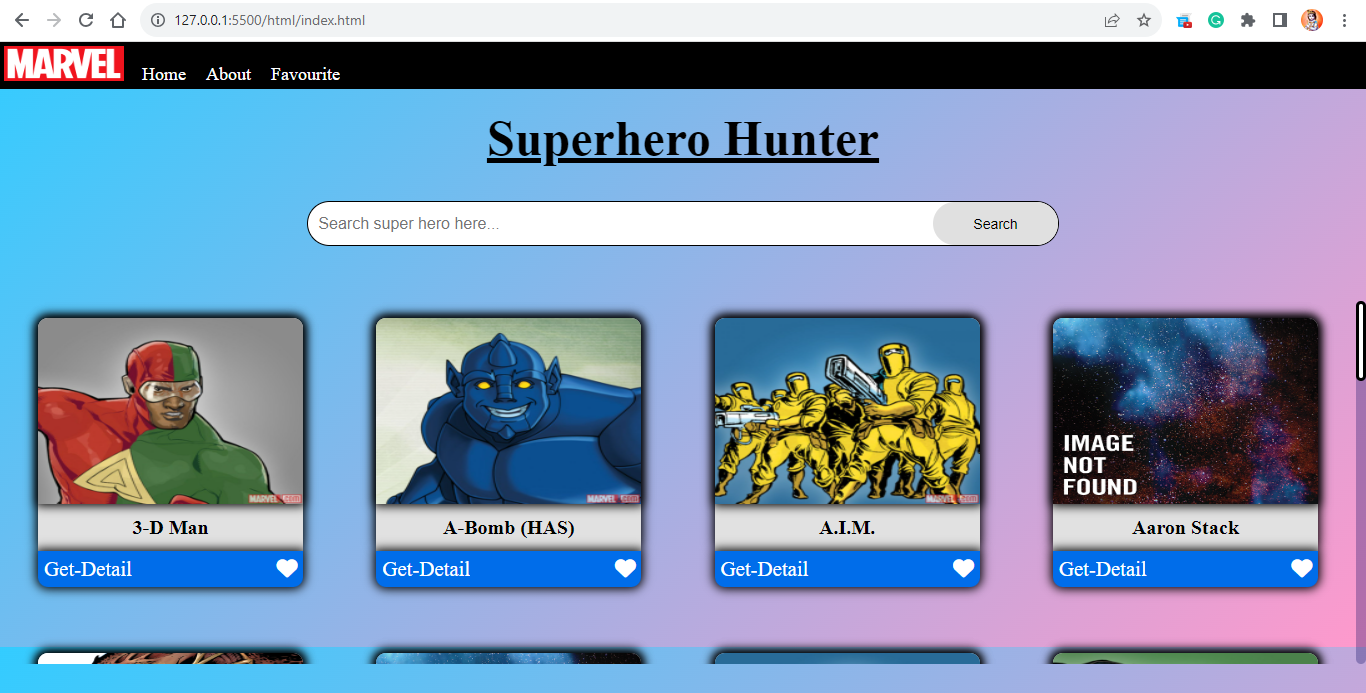 127.0.0.1:5500/html/index.html
MARVEL Home About Favourite
Superhero Hunter
Search super hero here... Search
MARVEL.com MARVEL.com MARVEL.com
IMAGE
NOT
FOUND
3-D Man A-Bomb (HAS) A.I.M. Aaron Stack
Get-Detail Get-Detail Get-Detail Get-Detail